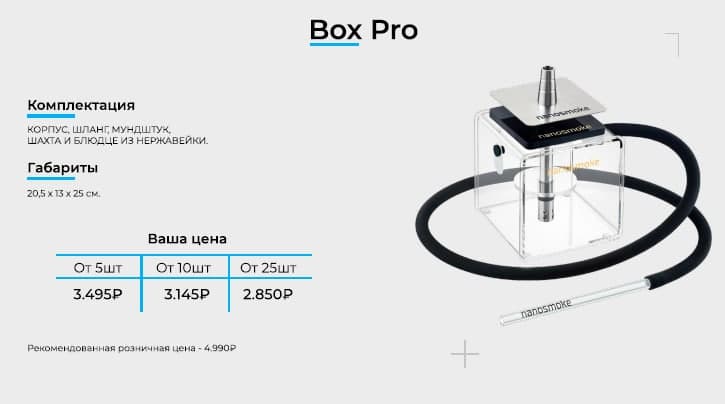 Box Pro
Комплектация
КОРПУС, ШЛАНГ, МУНДШТУК,
ШАХТА И БЛЮДЦЕ ИЗ НЕРЖАВЕЙКИ.
Габариты
20,5 x 13 x 25 см.
Ваша цена
От 5шт От 10шт От 25шт
3.495₽ 3.145₽ 2.850₽
Рекомендованная розничная цена - 4.990₽
nanosmoke
nanosmoke
nanosmoke
nanosmoke